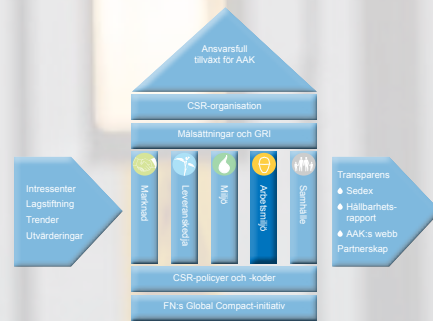 Ansvarsfull
tillväxt för AAK
CSR-organisation
Målsättningar och GRI
Intressenter
Lagstiftning
Trender
Utvärderingar
Marknad
Leveranskedja
Miljö
Arbetsmiljö
Samhälle
Transparens
Sedex
Hållbarhets-
rapport
AAK:s webb
Partnerskap
CSR-policyer och -koder
FN:s Global Compact-initiativ